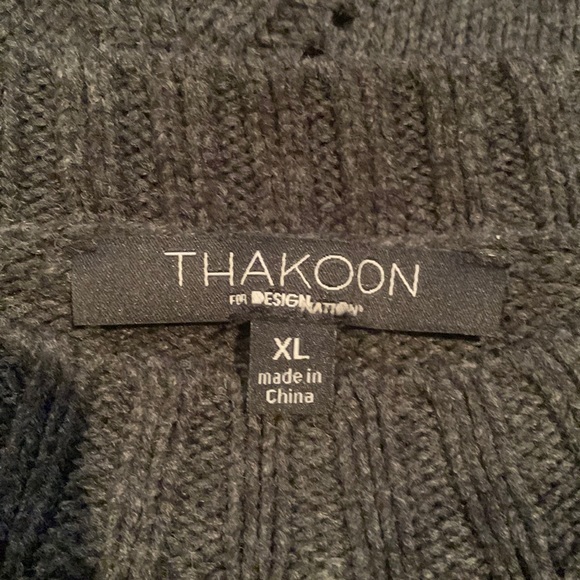 THAKOON
FOR DESIGNATION
XL
made in
China